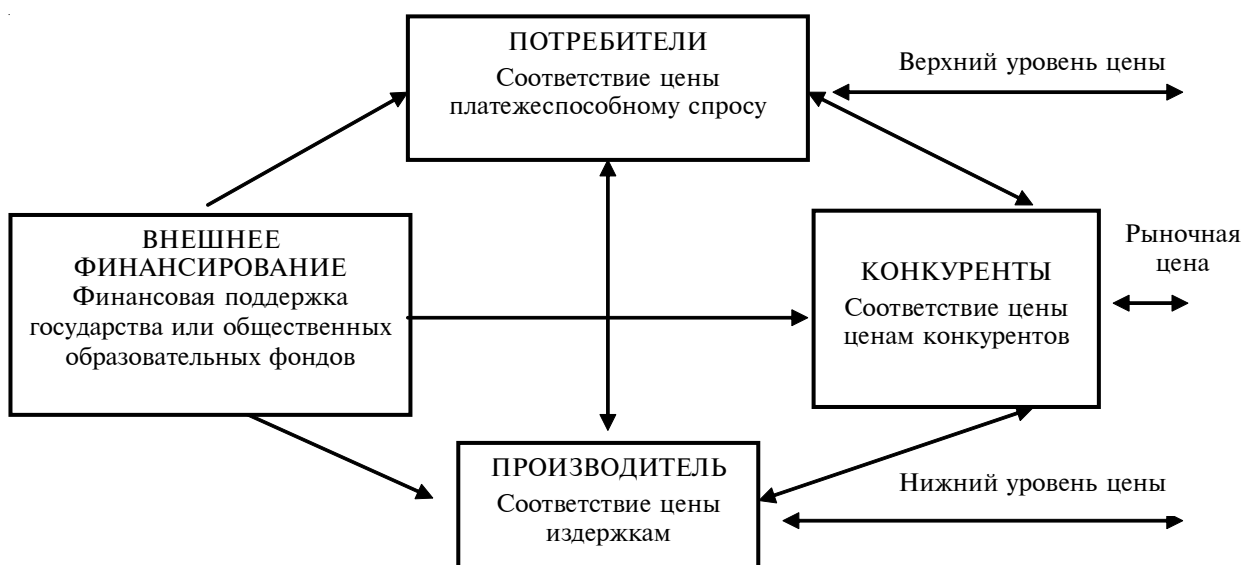 ПОТРЕБИТЕЛИ
Соответствие цены
платежеспособному спросу
Верхний уровень цены
ВНЕШНЕЕ
ФИНАНСИРОВАНИЕ
Финансовая поддержка
государства или общественных
образовательных фондов
КОНКУРЕНТЫ
Соответствие цены
ценам конкурентов
Рыночная
цена
ПРОИЗВОДИТЕЛЬ
Соответствие цены
издержкам
Нижний уровень цены